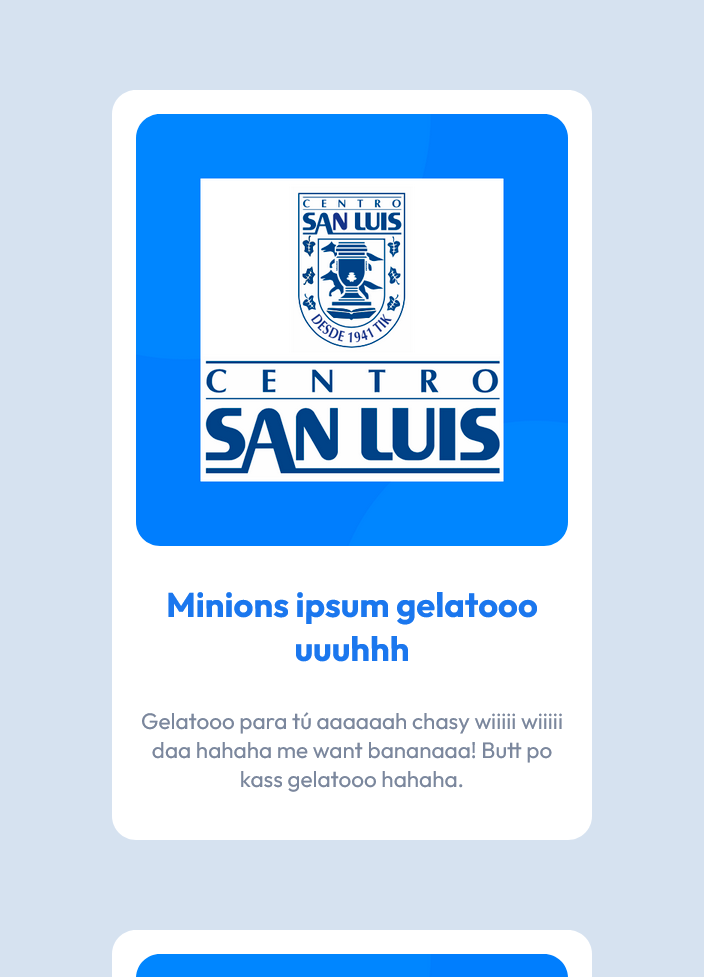 CENTRO
SAN LUIS
DESDE 1941 TIK
CENTRO
SAN LUIS
Minions ipsum gelatooo
uuuhhh
Gelatooo para tú aaaaaah chasy wiiiii wiiiii
daa hahaha me want bananaaa! Butt po
kass gelatooo hahaha.